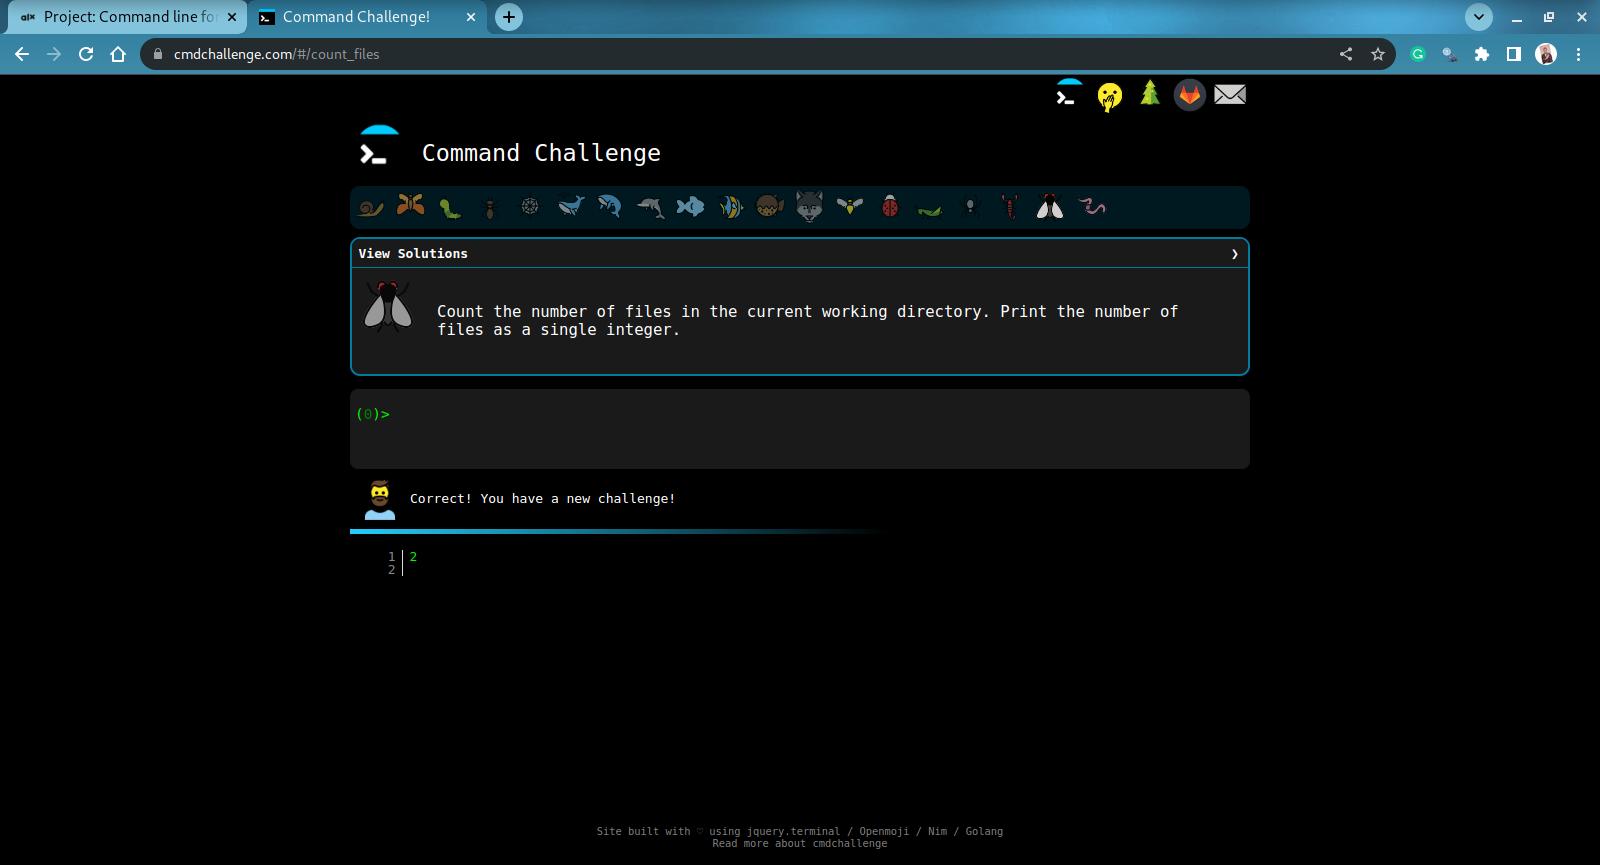 alx Project: Command line for
Command Challenge!
cmdchallenge.com/#/count_files
Command Challenge
View Solutions
Count the number of files in the current working directory. Print the number of
files as a single integer.
(0)>
Correct! You have a new challenge!
1 2
2
Site built with ♡ using jquery.terminal / Openmoji / Nim / Golang
Read more about cmdchallenge